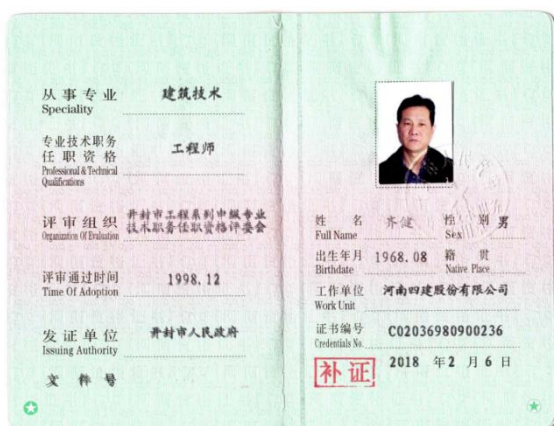 从事专业 建筑技术
Speciality
专业技术职务 工程师
任职资格
Professional & Technical
Qualifications
评审组织 开封市工程系列中级专业
Organization Of Evaluation 技术职务任职资格评委会
评审通过时间 1998.12
Time Of Adoption
发证单位 开封市人民政府
Issuing Authority
文件号
姓名 齐健 性别 男
Full Name Sex
出生年月 1968.08 籍贯
Birthdate Native Place
工作单位 河南四建股份有限公司
Work Unit
证书编号 C02036980900236
Credentials No.
补证 2018 年 2 月 6 日